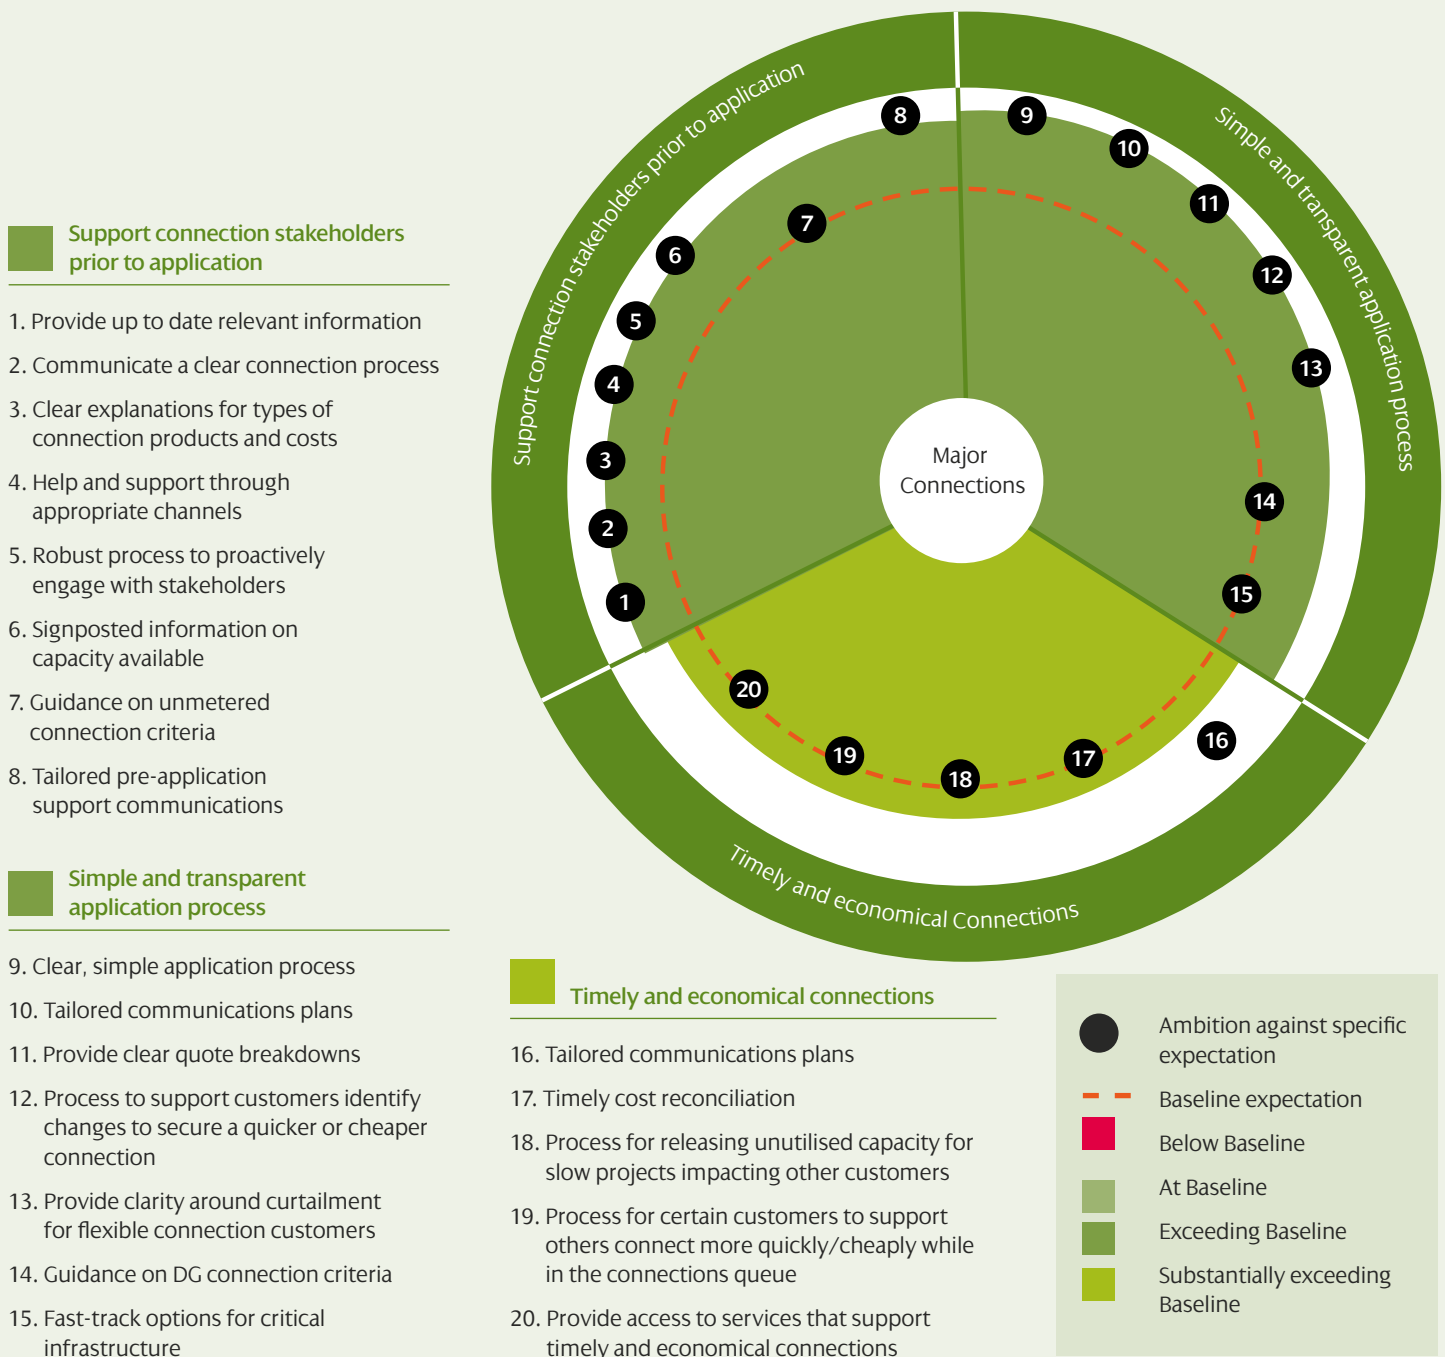 Support connection stakeholders
prior to application
1. Provide up to date relevant information
2. Communicate a clear connection process
3. Clear explanations for types of
connection products and costs
4. Help and support through
appropriate channels
5. Robust process to proactively
engage with stakeholders
6. Signposted information on
capacity available
7. Guidance on unmetered
connection criteria
8. Tailored pre-application
support communications
Simple and transparent
application process
9. Clear, simple application process
10. Tailored communications plans
11. Provide clear quote breakdowns
12. Process to support customers identify
changes to secure a quicker or cheaper
connection
13. Provide clarity around curtailment
for flexible connection customers
14. Guidance on DG connection criteria
15. Fast-track options for critical
infrastructure
Support connection stakeholders prior to application
Simple and transparent application process
Timely and economical Connections
Major
Connections
1
2
3
4
5
6
7
8
9
10
11
12
13
14
15
16
17
18
19
20
Timely and economical connections
16. Tailored communications plans
17. Timely cost reconciliation
18. Process for releasing unutilised capacity for
slow projects impacting other customers
19. Process for certain customers to support
others connect more quickly/cheaply while
in the connections queue
20. Provide access to services that support
timely and economical connections
Ambition against specific
expectation
Baseline expectation
Below Baseline
At Baseline
Exceeding Baseline
Substantially exceeding
Baseline